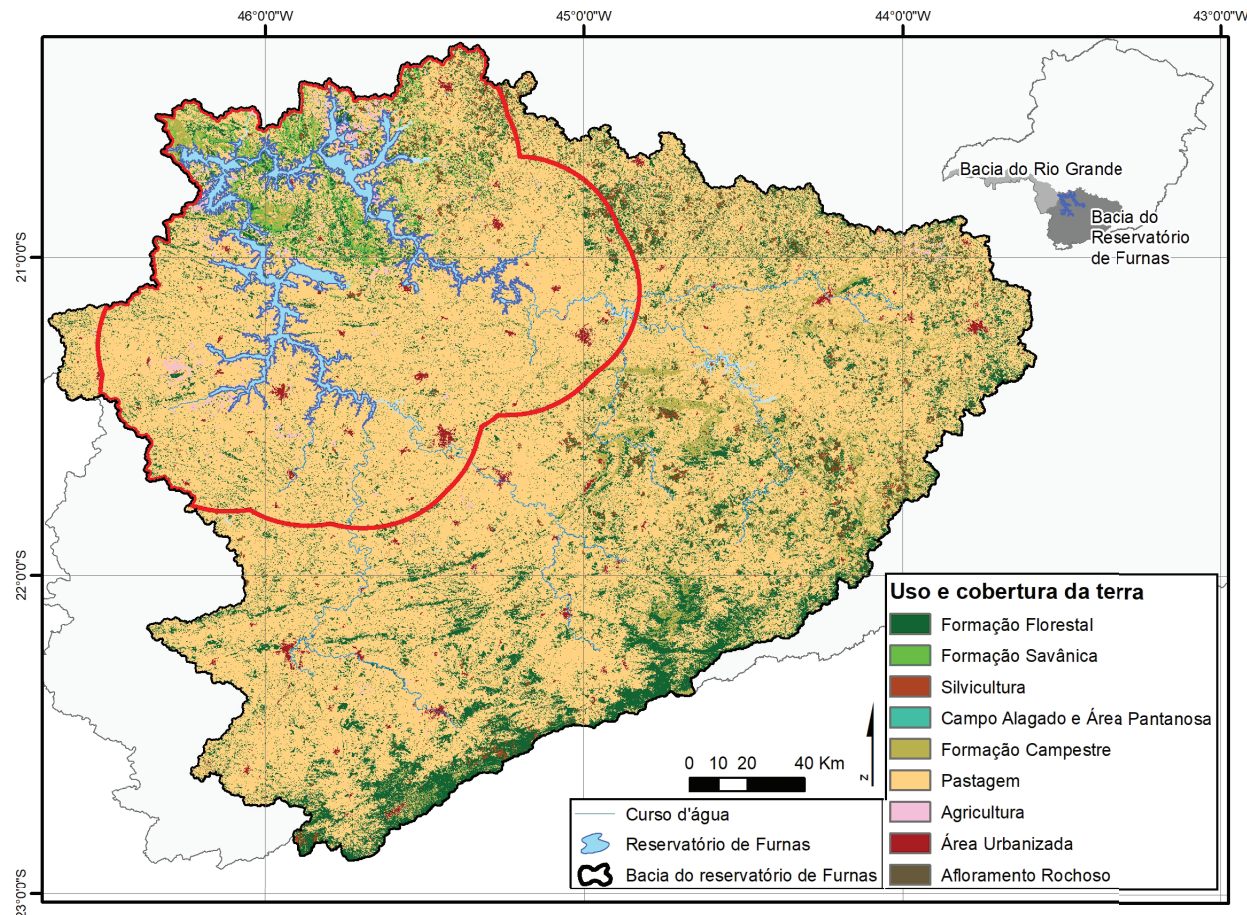 46°0'0"W
45°0'0"W
44°0'0"W
43°0'0"W
21°0'0"S
22°0'0"S
23°0'0"S
Bacia do Rio Grande
Bacia do
Reservatório
de Furnas
Uso e cobertura da terra
Formação Florestal
Formação Savânica
Silvicultura
Campo Alagado e Área Pantanosa
Formação Campestre
Pastagem
Agricultura
Área Urbanizada
Afloramento Rochoso
0 10 20 40 Km
N
Curso d'água
Reservatório de Furnas
Bacia do reservatório de Furnas